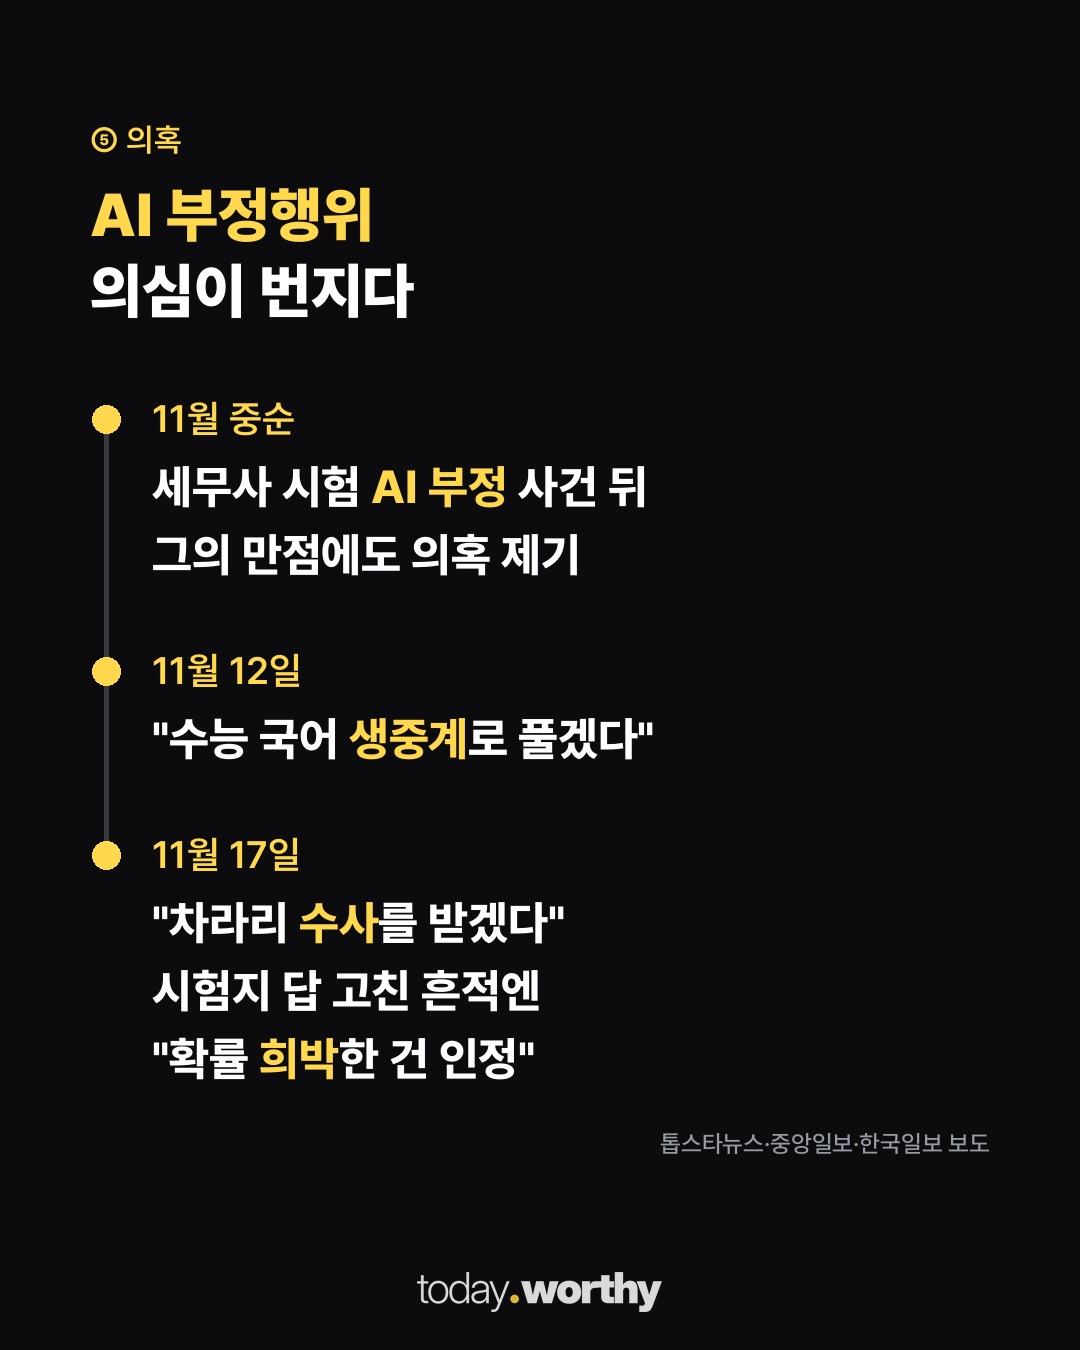 ⑤ 의혹
AI 부정행위
의심이 번지다
11월 중순
세무사 시험 AI 부정 사건 뒤
그의 만점에도 의혹 제기
11월 12일
"수능 국어 생중계로 풀겠다"
11월 17일
"차라리 수사를 받겠다"
시험지 답 고친 흔적엔
"확률 희박한 건 인정"
톱스타뉴스·중앙일보·한국일보 보도
today.worthy